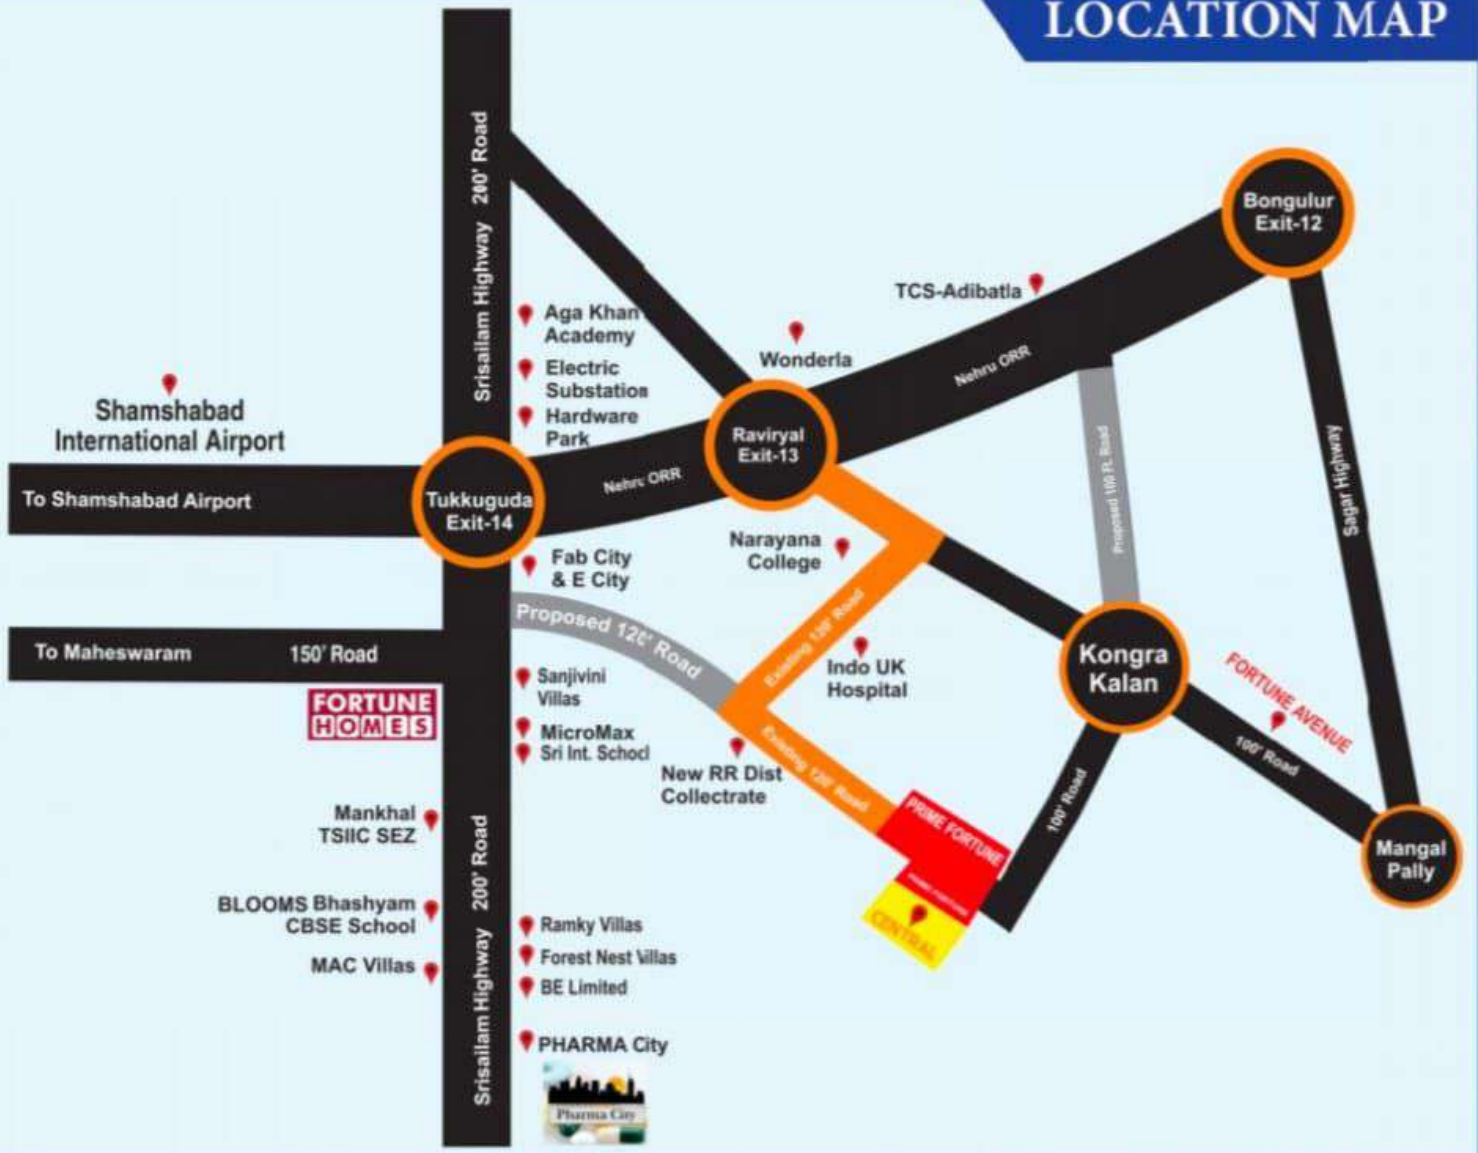 LOCATION MAP
Srisailam Highway 200' Road
Bongulur
Exit-12
TCS-Adibatla
Aga Khan
Academy
Wonderla
Electric
Substation
Nehru ORR
Shamshabad
International Airport
Hardware
Park
Raviryal
Exit-13
Proposed 100 Ft. Road
Sagar Highway
To Shamshabad Airport
Tukkuguda
Exit-14
Nehru ORR
Narayana
College
Fab City
& E City
Proposed 120' Road
Existing 120' Road
To Maheswaram
150' Road
Indo UK
Hospital
Kongra
Kalan
FORTUNE AVENUE
100' Road
FORTUNE
HOMES
Sanjivini
Villas
MicroMax
Sri Int. School
New RR Dist
Collectrate
Existing 120' Road
100' Road
Mankhal
TSIIC SEZ
PRIME FORTUNE
Mangal
Pally
Srisailam Highway 200' Road
BLOOMS Bhashyam
CBSE School
CENTRAL
Ramky Villas
MAC Villas
Forest Nest Villas
BE Limited
PHARMA City
Pharma City